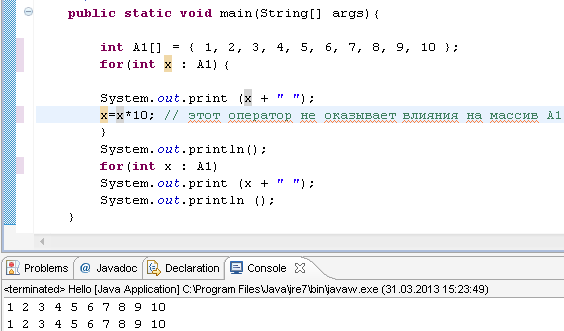 public static void main(String[] args){
int A1[] = { 1, 2, 3, 4, 5, 6, 7, 8, 9, 10 };
for(int x : A1){
System.out.print (x + " ");
x=x*10; // этот оператор не оказывает влияния на массив A1
}
System.out.println();
for(int x : A1)
System.out.print (x + " ");
System.out.println ();
}
Problems @ Javadoc Declaration Console
<terminated> Hello [Java Application] C:\Program Files\Java\jre7\bin\javaw.exe (31.03.2013 15:23:49)
1 2 3 4 5 6 7 8 9 10
1 2 3 4 5 6 7 8 9 10